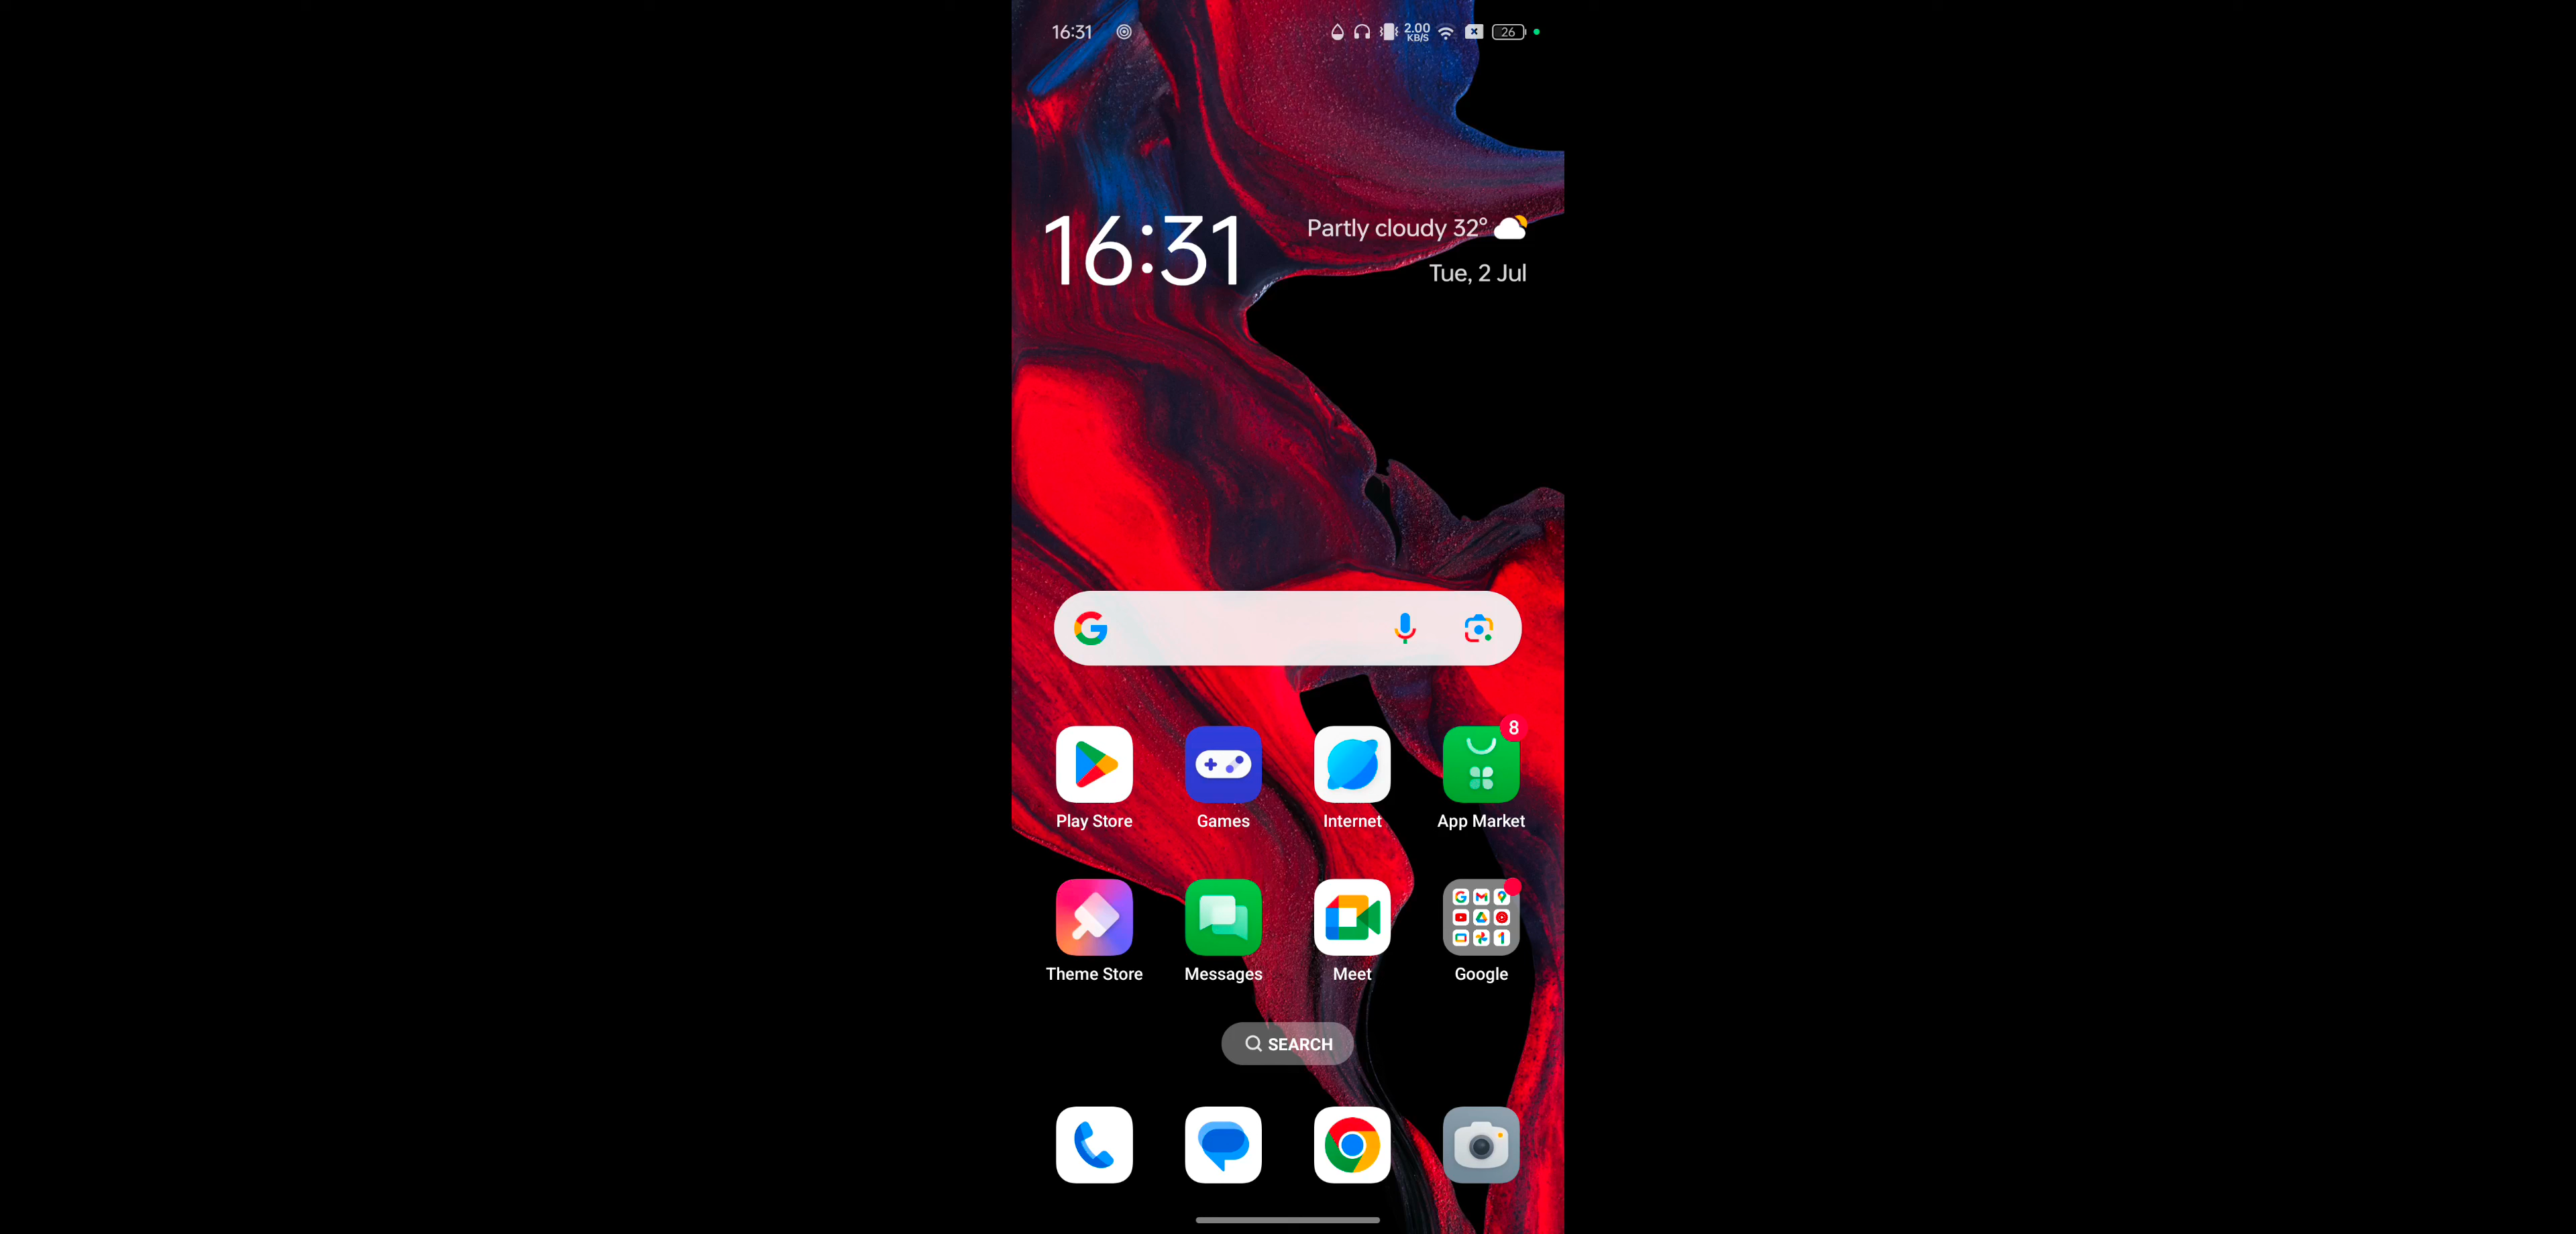 16:31
2.00
KB/S
26
16:31
Partly cloudy 32°
Tue, 2 Jul
8
Play Store
Games
Internet
App Market
Theme Store
Messages
Meet
Google
SEARCH